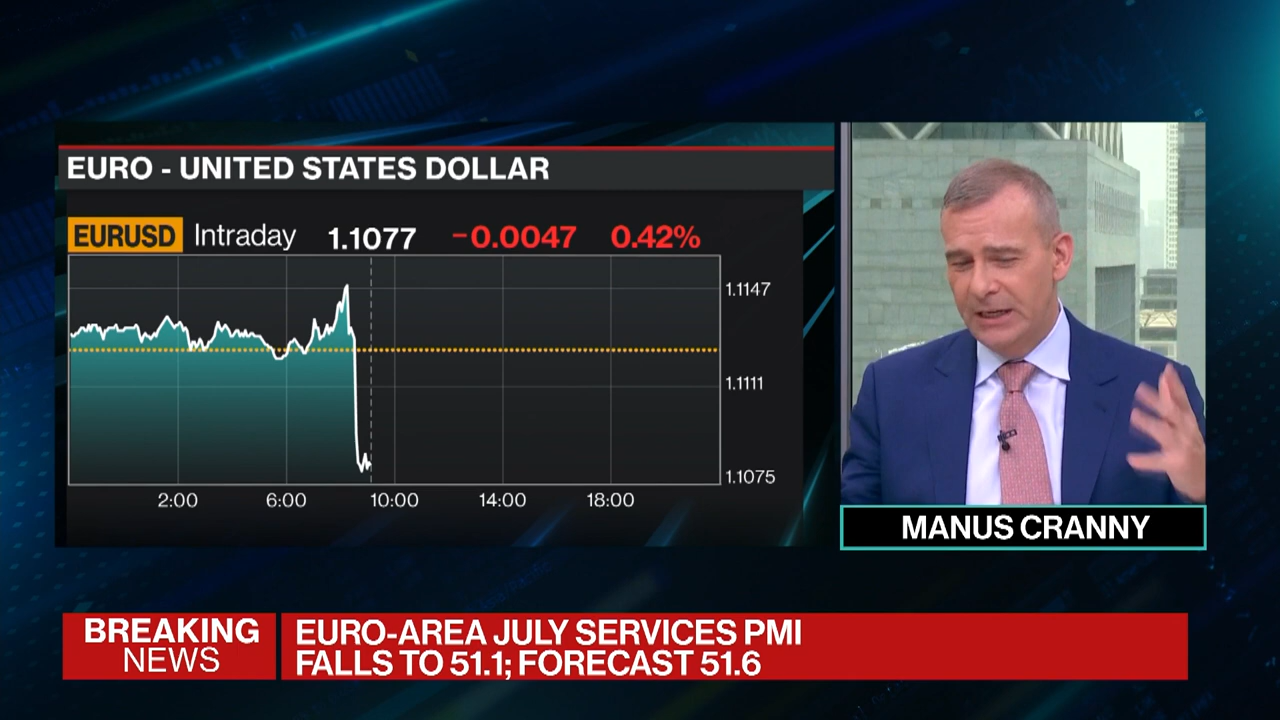 EURO - UNITED STATES DOLLAR
EURUSD Intraday 1.1077 -0.0047 0.42%
1.1147
1.1111
1.1075
2:00 6:00 10:00 14:00 18:00
MANUS CRANNY
BREAKING NEWS
EURO-AREA JULY SERVICES PMI
FALLS TO 51.1; FORECAST 51.6